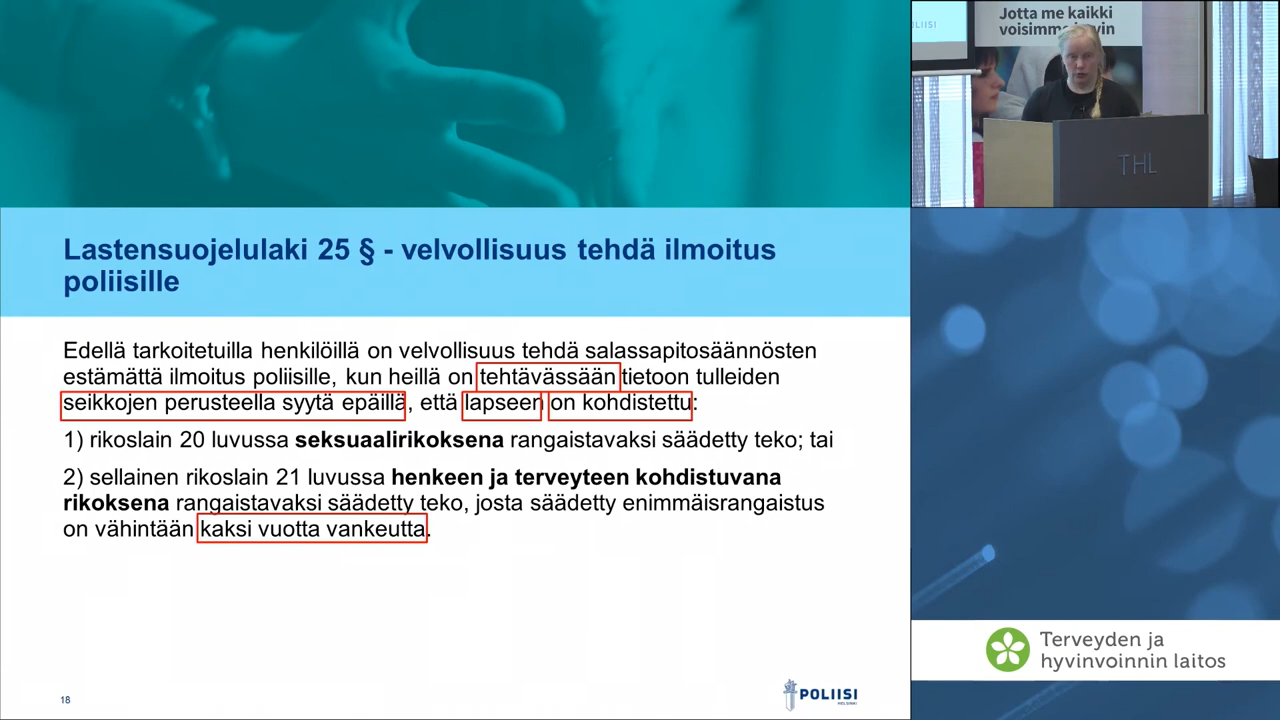 Lastensuojelulaki 25 § - velvollisuus tehdä ilmoitus
poliisille
Edellä tarkoitetuilla henkilöillä on velvollisuus tehdä salassapitosäännösten
estämättä ilmoitus poliisille, kun heillä on tehtävässään tietoon tulleiden
seikkojen perusteella syytä epäillä, että lapseen on kohdistettu:
1) rikoslain 20 luvussa seksuaalirikoksena rangaistavaksi säädetty teko; tai
2) sellainen rikoslain 21 luvussa henkeen ja terveyteen kohdistuvana
rikoksena rangaistavaksi säädetty teko, josta säädetty enimmäisrangaistus
on vähintään kaksi vuotta vankeutta.
18
POLIISI
HELSINKI
Jotta me kaikki
THL
Terveyden ja
hyvinvoinnin laitos